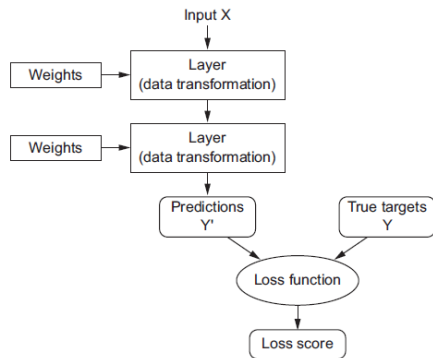 Input X
Layer
(data transformation)
Weights
Layer
(data transformation)
Weights
Predictions
Y'
True targets
Y
Loss function
Loss score